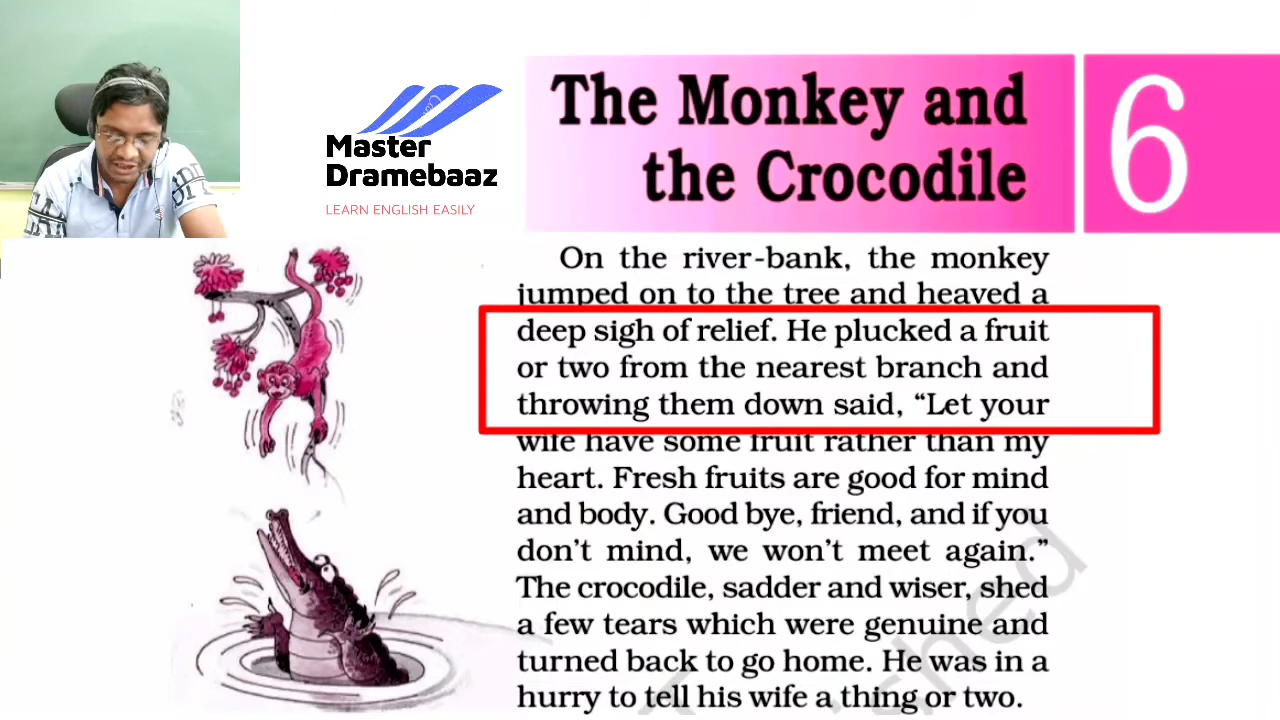 Master
Dramebaaz
LEARN ENGLISH EASILY
The Monkey and
the Crocodile
6
On the river-bank, the monkey
jumped on to the tree and heaved a
deep sigh of relief. He plucked a fruit
or two from the nearest branch and
throwing them down said, “Let your
wife have some fruit rather than my
heart. Fresh fruits are good for mind
and body. Good bye, friend, and if you
don’t mind, we won’t meet again.”
The crocodile, sadder and wiser, shed
a few tears which were genuine and
turned back to go home. He was in a
hurry to tell his wife a thing or two.